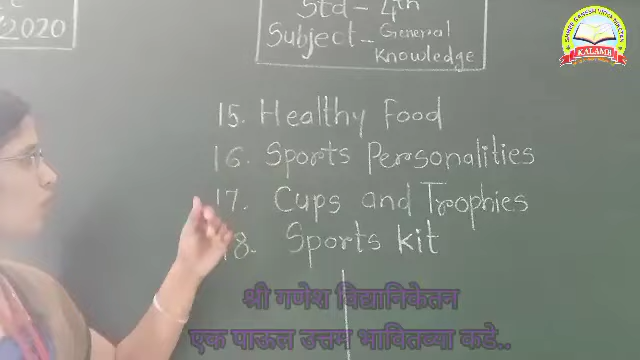 /2020
Std - 4th
Subject - General Knowledge
15. Healthy Food
16. Sports Personalities
17. Cups and Trophies
18. Sports kit
श्री गणेश विद्यानिकेतन
एक पाऊल उत्तम भवितव्या कडे..
KALAMB